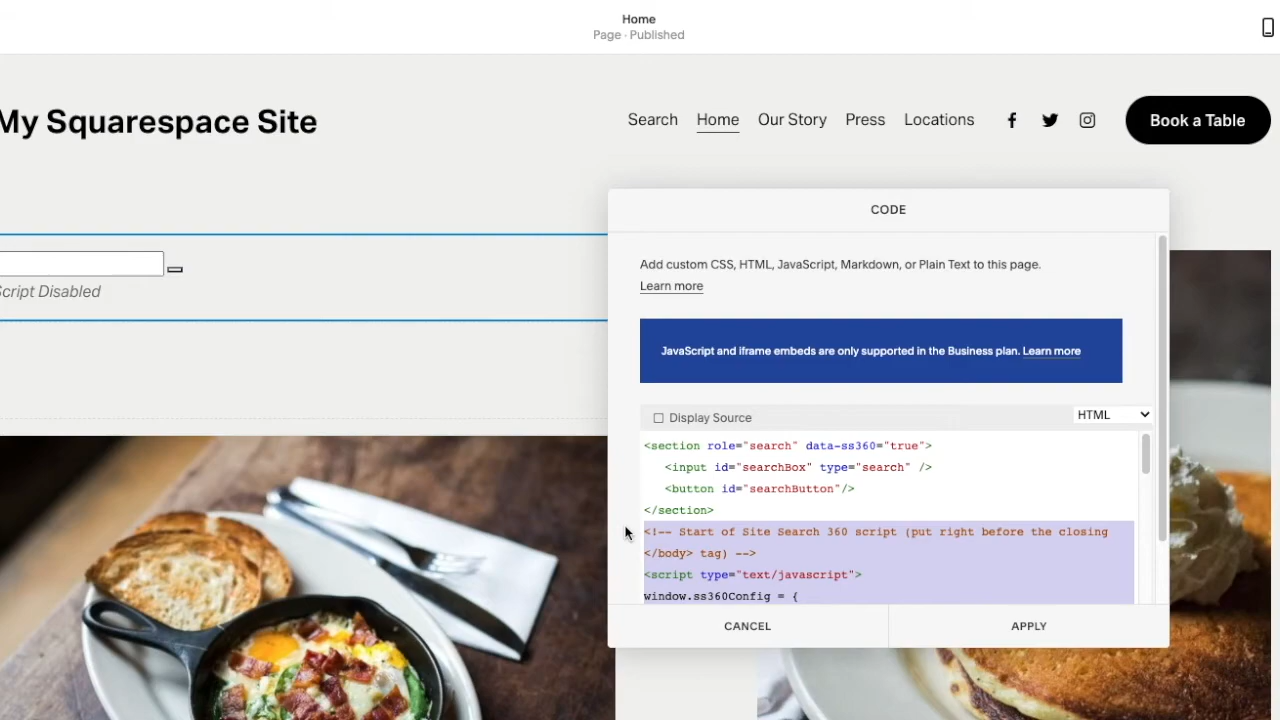 Home
Page · Published
My Squarespace Site
Search Home Our Story Press Locations
Book a Table
Script Disabled
CODE
Add custom CSS, HTML, JavaScript, Markdown, or Plain Text to this page.
Learn more
JavaScript and iframe embeds are only supported in the Business plan. Learn more
Display Source
HTML
<section role="search" data-ss360="true">
<input id="searchBox" type="search" />
<button id="searchButton"/>
</section>
<!-- Start of Site Search 360 script (put right before the closing
</body> tag) -->
<script type="text/javascript">
window.ss360Config = {
CANCEL
APPLY